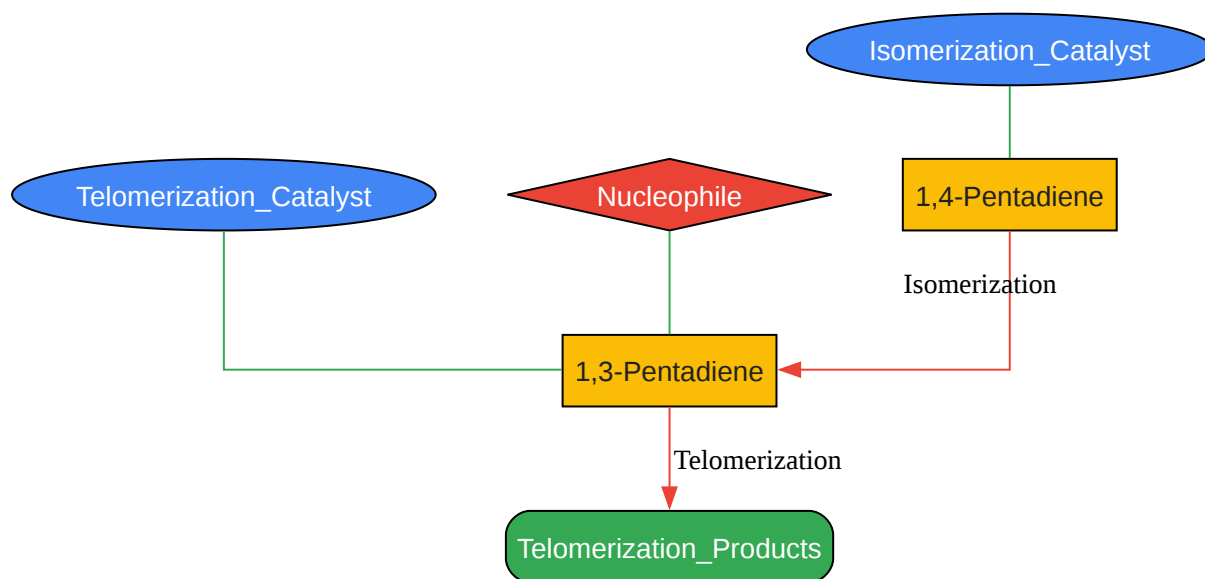 Isomerization_Catalyst
Telomerization_Catalyst
Nucleophile
1,4-Pentadiene
Isomerization
1,3-Pentadiene
Telomerization
Telomerization_Products